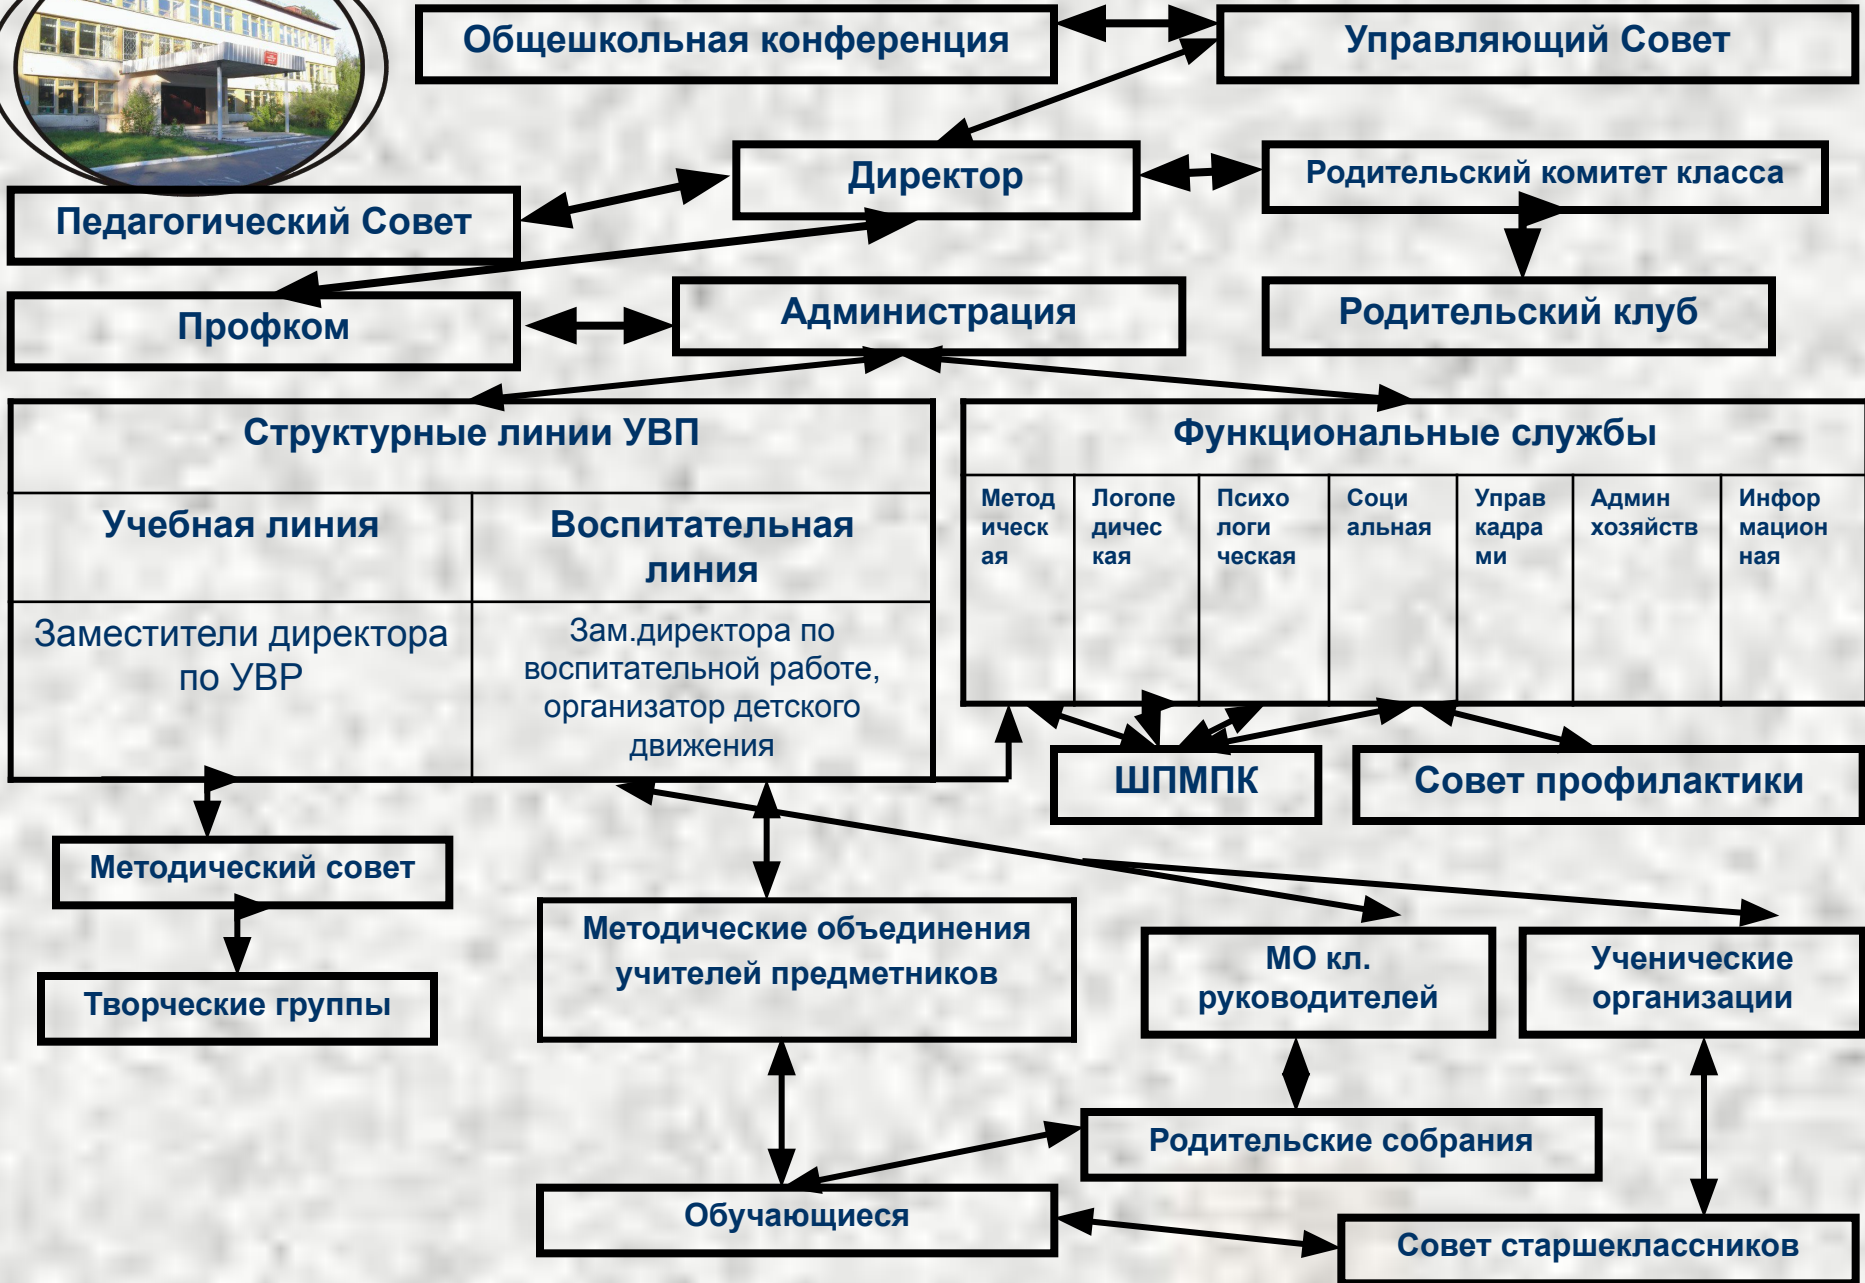 Общешкольная конференция
Управляющий Совет
Директор
Родительский комитет класса
Педагогический Совет
Профком
Администрация
Родительский клуб
Структурные линии УВП
Учебная линия
Воспитательная
линия
Заместители директора
по УВР
Зам.директора по
воспитательной работе,
организатор детского
движения
Функциональные службы
Метод
ическ
ая
Логопе
дичес
кая
Психо
логи
ческая
Соци
альная
Управ
кадра
ми
Админ
хозяйств
Инфор
мацион
ная
ШПМПК
Совет профилактики
Методический совет
Творческие группы
Методические объединения
учителей предметников
МО кл.
руководителей
Ученические
организации
Родительские собрания
Обучающиеся
Совет старшеклассников